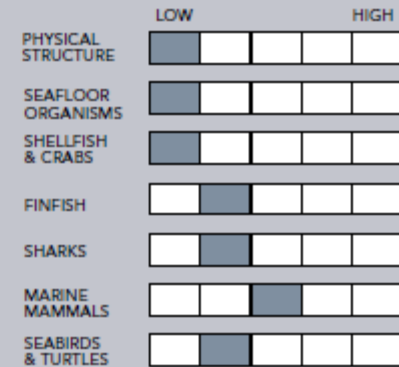 LOW HIGH
PHYSICAL
STRUCTURE
SEAFLOOR
ORGANISMS
SHELLFISH
& CRABS
FINFISH
SHARKS
MARINE
MAMMALS
SEABIRDS
& TURTLES